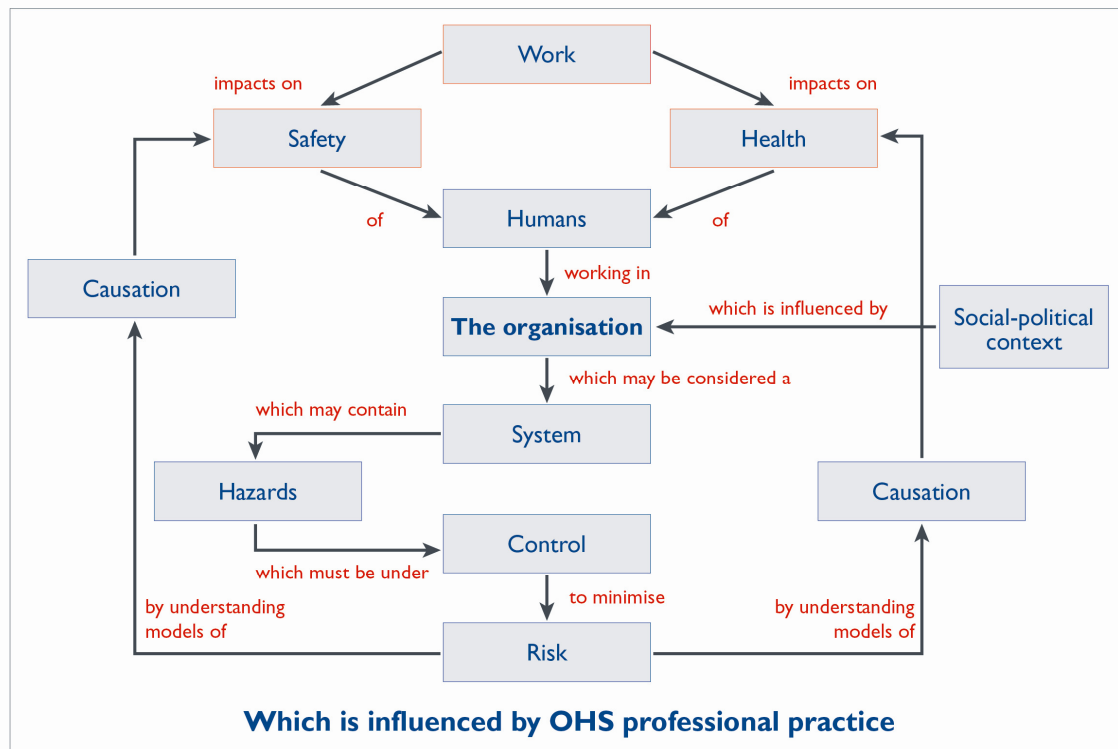 Work
impacts on
impacts on
Safety
Health
of
Humans
of
working in
Causation
The organisation
which is influenced by
Social-political
context
which may be considered a
which may contain
System
Hazards
Causation
Control
which must be under
to minimise
by understanding
models of
by understanding
models of
Risk
Which is influenced by OHS professional practice